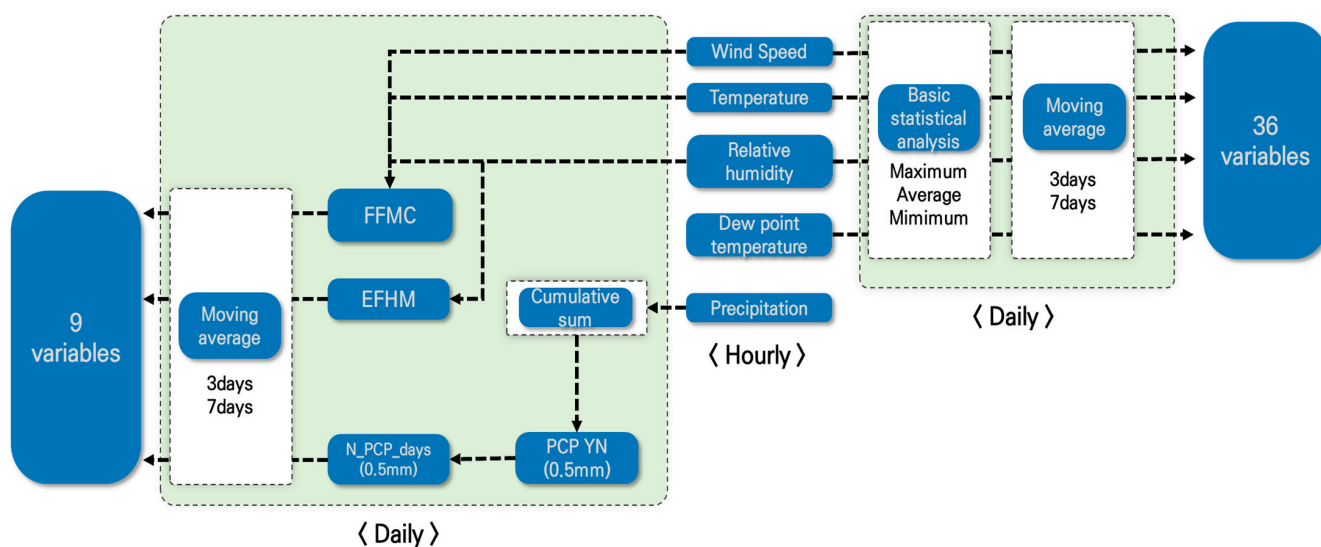 Wind Speed
Temperature
Relative
humidity
Dew point
temperature
Precipitation
〈 Hourly 〉
Basic
statistical
analysis
Maximum
Average
Mimimum
Moving
average
3days
7days
〈 Daily 〉
36
variables
FFMC
EFHM
Cumulative
sum
PCP YN
(0.5mm)
N_PCP_days
(0.5mm)
Moving
average
3days
7days
9
variables
〈 Daily 〉